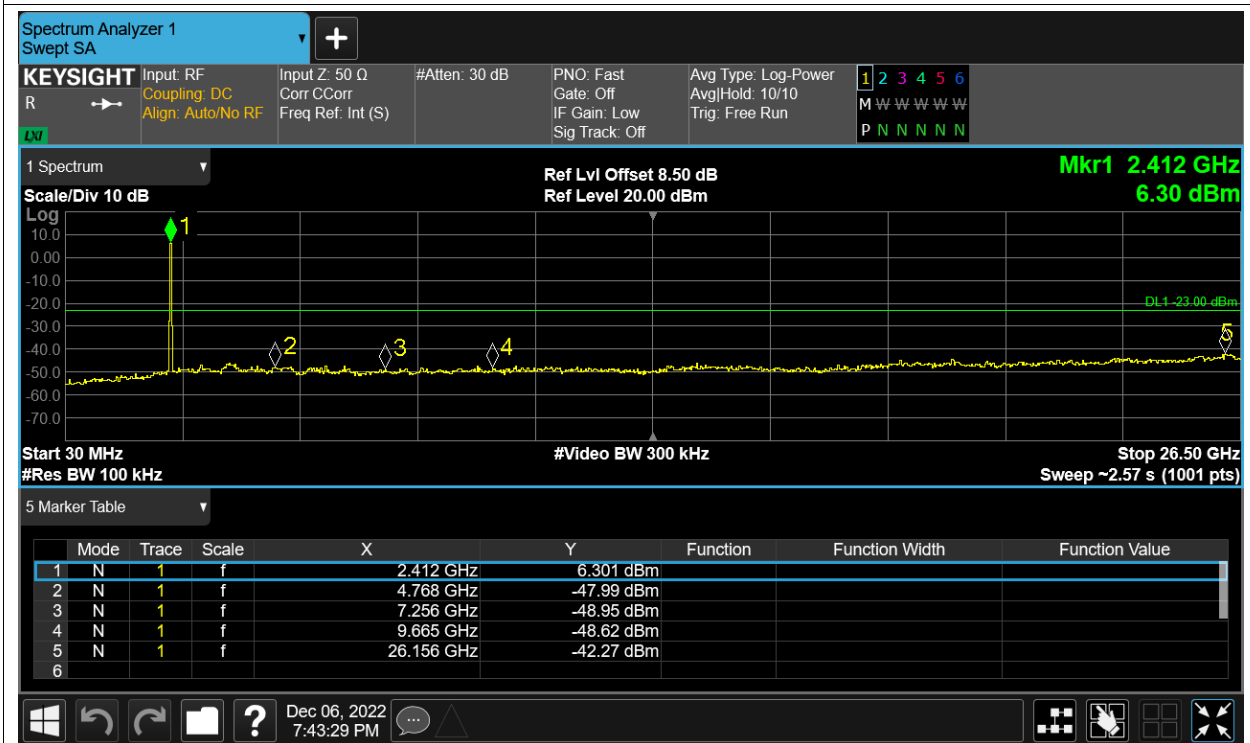 Spectrum Analyzer 1
Swept SA
KEYSIGHT
R
LXI
Input: RF
Coupling: DC
Align: Auto/No RF
Input Z: 50 Ω
Corr CCorr
Freq Ref: Int (S)
#Atten: 30 dB
PNO: Fast
Gate: Off
IF Gain: Low
Sig Track: Off
Avg Type: Log-Power
Avg|Hold: 10/10
Trig: Free Run
1 2 3 4 5 6
M W W W W W
P N N N N N
1 Spectrum
Scale/Div 10 dB
Ref Lvl Offset 8.50 dB
Ref Level 20.00 dBm
Mkr1 2.412 GHz
6.30 dBm
Log
10.0
0.00
-10.0
-20.0
-30.0
-40.0
-50.0
-60.0
-70.0
1
2
3
4
5
DL1 -23.00 dBm
Start 30 MHz
#Video BW 300 kHz
Stop 26.50 GHz
#Res BW 100 kHz
Sweep ~2.57 s (1001 pts)
5 Marker Table
Mode Trace Scale X Y Function Function Width Function Value
1 N 1 f 2.412 GHz 6.301 dBm
2 N 1 f 4.768 GHz -47.99 dBm
3 N 1 f 7.256 GHz -48.95 dBm
4 N 1 f 9.665 GHz -48.62 dBm
5 N 1 f 26.156 GHz -42.27 dBm
6
?
Dec 06, 2022
7:43:29 PM